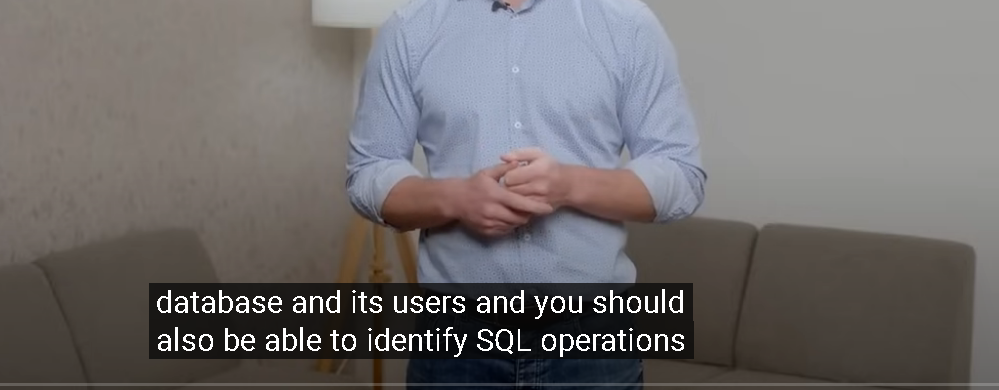 database and its users and you should
also be able to identify SQL operations